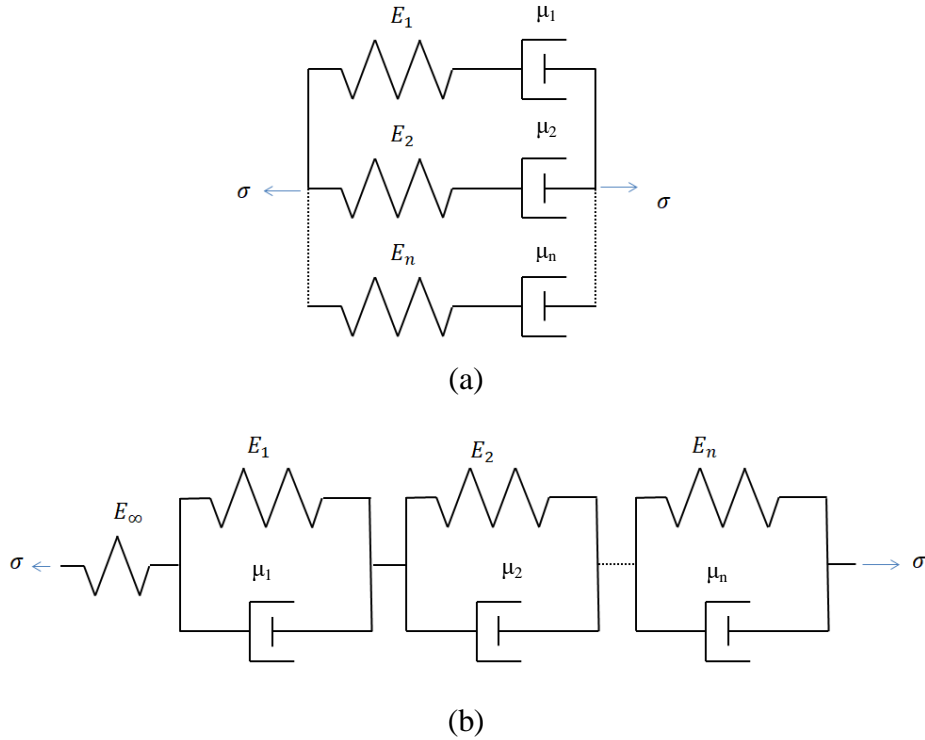 E₁ μ₁
E₂ μ₂
σ σ
Eₙ μₙ
(a)
E₁ E₂ Eₙ
E∞
σ μ₁ μ₂ μₙ σ
(b)